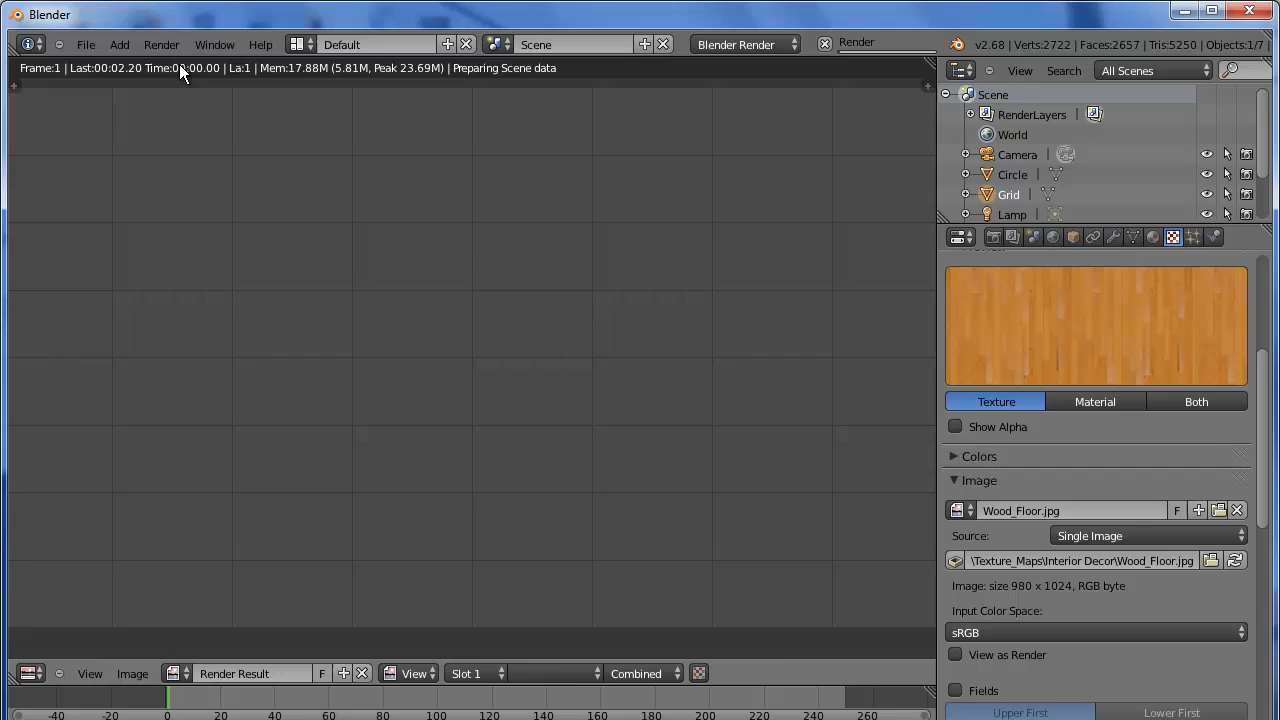 Blender
File Add Render Window Help Default Scene Blender Render Render v2.68 | Verts:2722 | Faces:2657 | Tris:5250 | Objects:1/7 |
Frame:1 | Last:00:02.20 Time:00:00.00 | La:1 | Mem:17.88M (5.81M, Peak 23.69M) | Preparing Scene data
View Search All Scenes
Scene
RenderLayers |
World
Camera |
Circle |
Grid |
Lamp |
Texture Material Both
Show Alpha
Colors
Image
Wood_Floor.jpg F
Source: Single Image
\Texture_Maps\Interior Decor\Wood_Floor.jpg
Image: size 980 x 1024, RGB byte
Input Color Space:
sRGB
View as Render
Fields
Upper First Lower First
View Image Render Result F View Slot 1 Combined
-40 -20 0 20 40 60 80 100 120 140 160 180 200 220 240 260